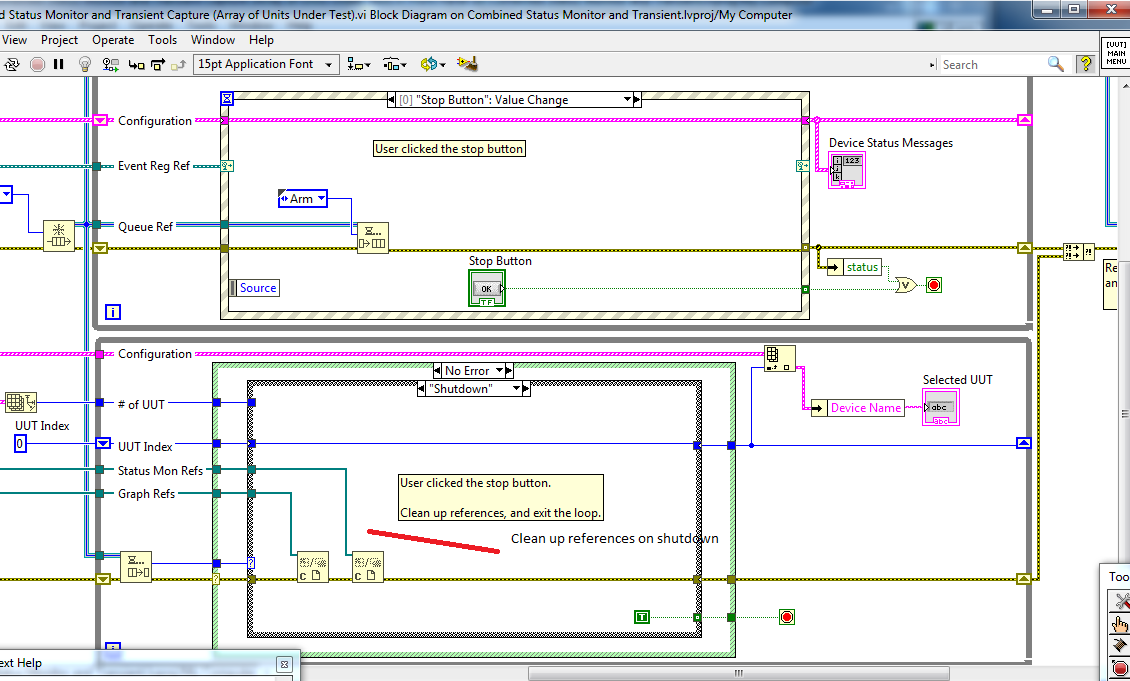 d Status Monitor and Transient Capture (Array of Units Under Test).vi Block Diagram on Combined Status Monitor and Transient.lvproj/My Computer
View Project Operate Tools Window Help
15pt Application Font
Search
?
[UUT]
MAIN
MENU
[0] "Stop Button": Value Change
Configuration
User clicked the stop button
Device Status Messages
Event Reg Ref
Arm
Queue Ref
Stop Button
OK
TF
status
Source
i
Re
an
Configuration
No Error
"Shutdown"
Selected UUT
abc
Device Name
# of UUT
UUT Index
0
UUT Index
Status Mon Refs
Graph Refs
User clicked the stop button.
Clean up references, and exit the loop.
Clean up references on shutdown
T
Too
ext Help